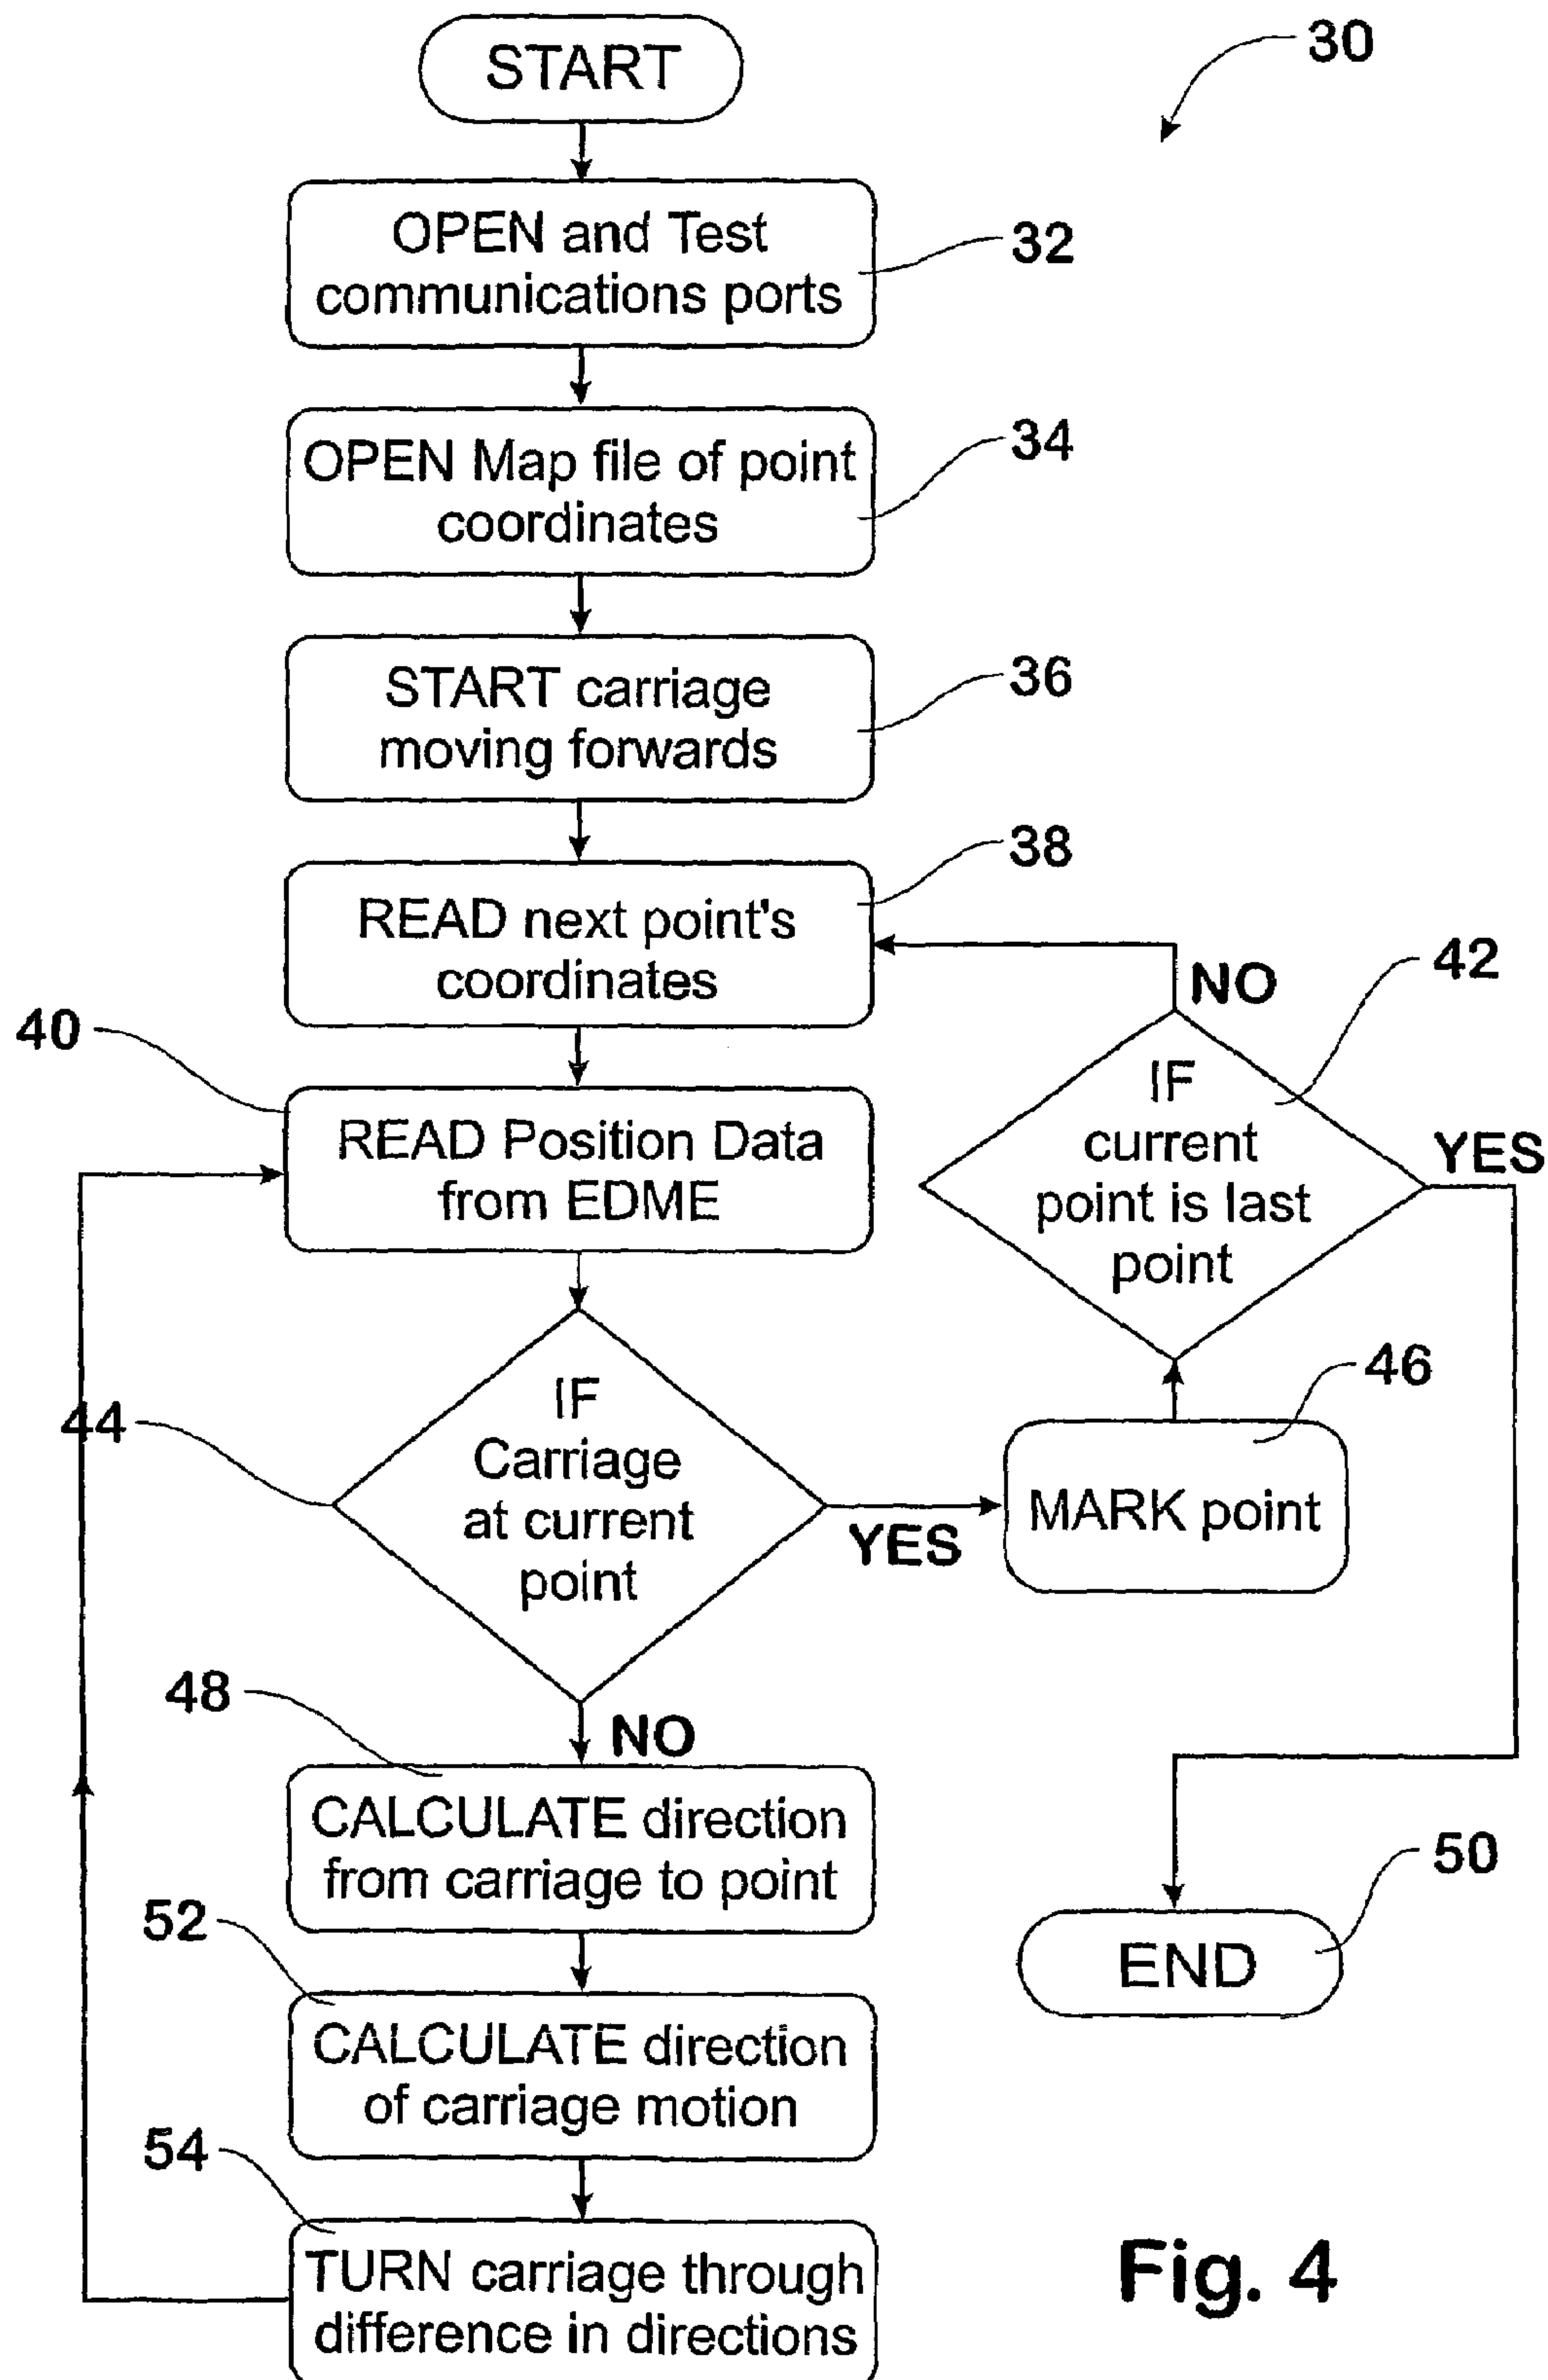 START
30
OPEN and Test
communications ports
32
OPEN Map file of point
coordinates
34
START carriage
moving forwards
36
READ next point's
coordinates
38
40
READ Position Data
from EDME
NO
42
IF
current
point is last
point
YES
44
IF
Carriage
at current
point
YES
46
MARK point
48
NO
CALCULATE direction
from carriage to point
50
END
52
CALCULATE direction
of carriage motion
54
TURN carriage through
difference in directions
Fig. 4